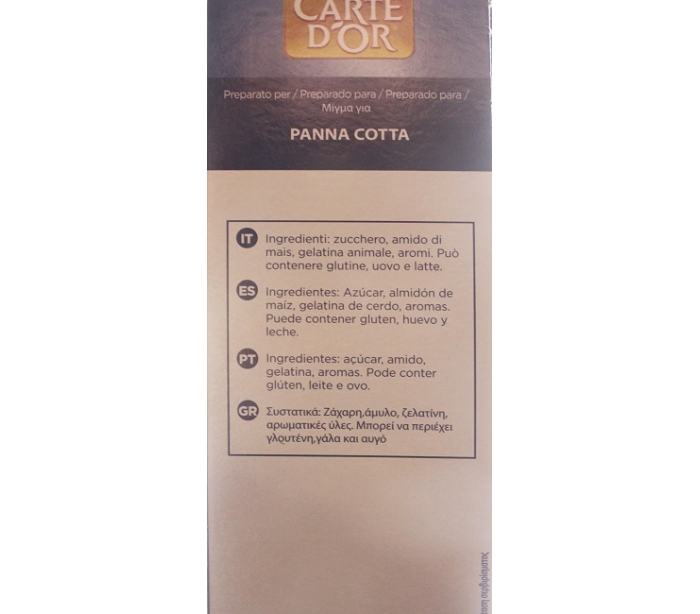 CARTE
D'OR
Preparato per / Preparado para / Preparado para /
Μίγμα για
PANNA COTTA
IT Ingredienti: zucchero, amido di
mais, gelatina animale, aromi. Può
contenere glutine, uovo e latte.
ES Ingredientes: Azúcar, almidón de
maíz, gelatina de cerdo, aromas.
Puede contener gluten, huevo y
leche.
PT Ingredientes: açúcar, amido,
gelatina, aromas. Pode conter
glúten, leite e ovo.
GR Συστατικά: Ζάχαρη,άμυλο, ζελατίνη,
αρωματικές ύλες. Μπορεί να περιέχει
γλουτένη,γάλα και αυγό